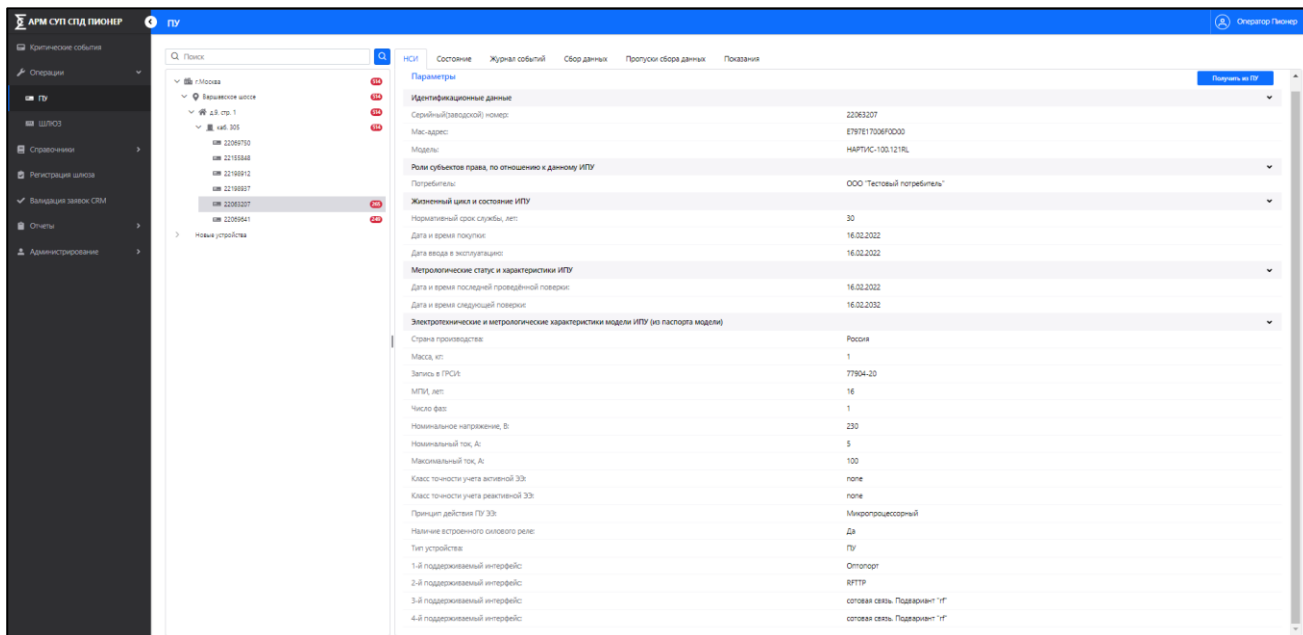 АРМ СУП СПД ПИОНЕР
ПУ
Оператор Пионер
Критические события
Операции
ПУ
ШЛЮЗ
Справочники
Регистрация шлюза
Валидация заявок CRM
Отчеты
Администрирование
Поиск
г.Москва
514
Варшавское шоссе
514
д.9, стр. 1
514
каб. 305
514
22069750
22155848
22198912
22198937
22063207
265
22069641
249
Новые устройства
НСИ Состояние Журнал событий Сбор данных Пропуски сбора данных Показания
Параметры
Получить из ПУ
Идентификационные данные
Серийный(заводской) номер: 22063207
Мас-адрес: E797E17006F0D00
Модель: НАРТИС-100.121RL
Роли субъектов права, по отношению к данному ИПУ
Потребитель: ООО "Тестовый потребитель"
Жизненный цикл и состояние ИПУ
Нормативный срок службы, лет: 30
Дата и время покупки: 16.02.2022
Дата ввода в эксплуатацию: 16.02.2022
Метрологические статус и характеристики ИПУ
Дата и время последней проведённой поверки: 16.02.2022
Дата и время следующей поверки: 16.02.2032
Электротехнические и метрологические характеристики модели ИПУ (из паспорта модели)
Страна производства: Россия
Масса, кг: 1
Запись в ГРСИ: 77904-20
МПИ, лет: 16
Число фаз: 1
Номинальное напряжение, В: 230
Номинальный ток, А: 5
Максимальный ток, А: 100
Класс точности учета активной ЭЭ: none
Класс точности учета реактивной ЭЭ: none
Принцип действия ПУ ЭЭ: Микропроцессорный
Наличие встроенного силового реле: Да
Тип устройства: ПУ
1-й поддерживаемый интерфейс: Оптопорт
2-й поддерживаемый интерфейс: RFTTP
3-й поддерживаемый интерфейс: сотовая связь. Подвариант "rf"
4-й поддерживаемый интерфейс: сотовая связь. Подвариант "rf"